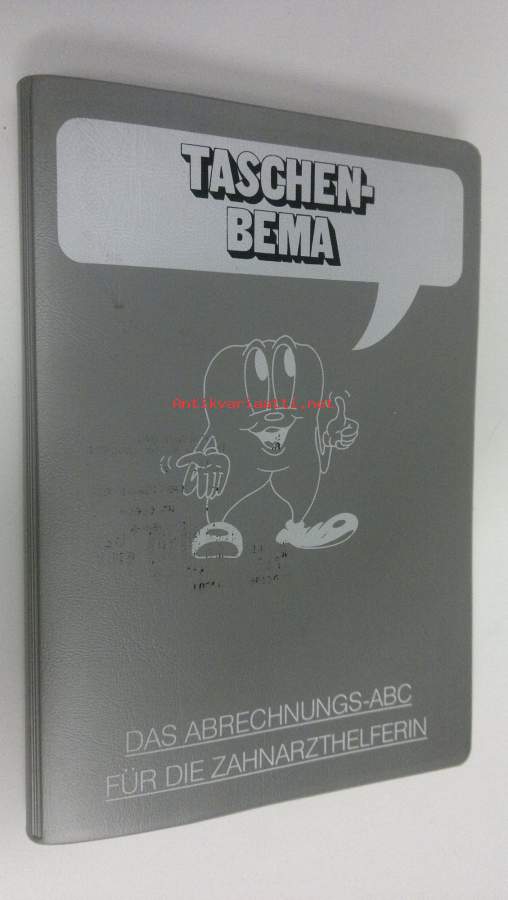 TASCHEN-
BEMA
Antikvariaatti.net
DAS ABRECHNUNGS-ABC
FÜR DIE ZAHNARZTHELFERIN